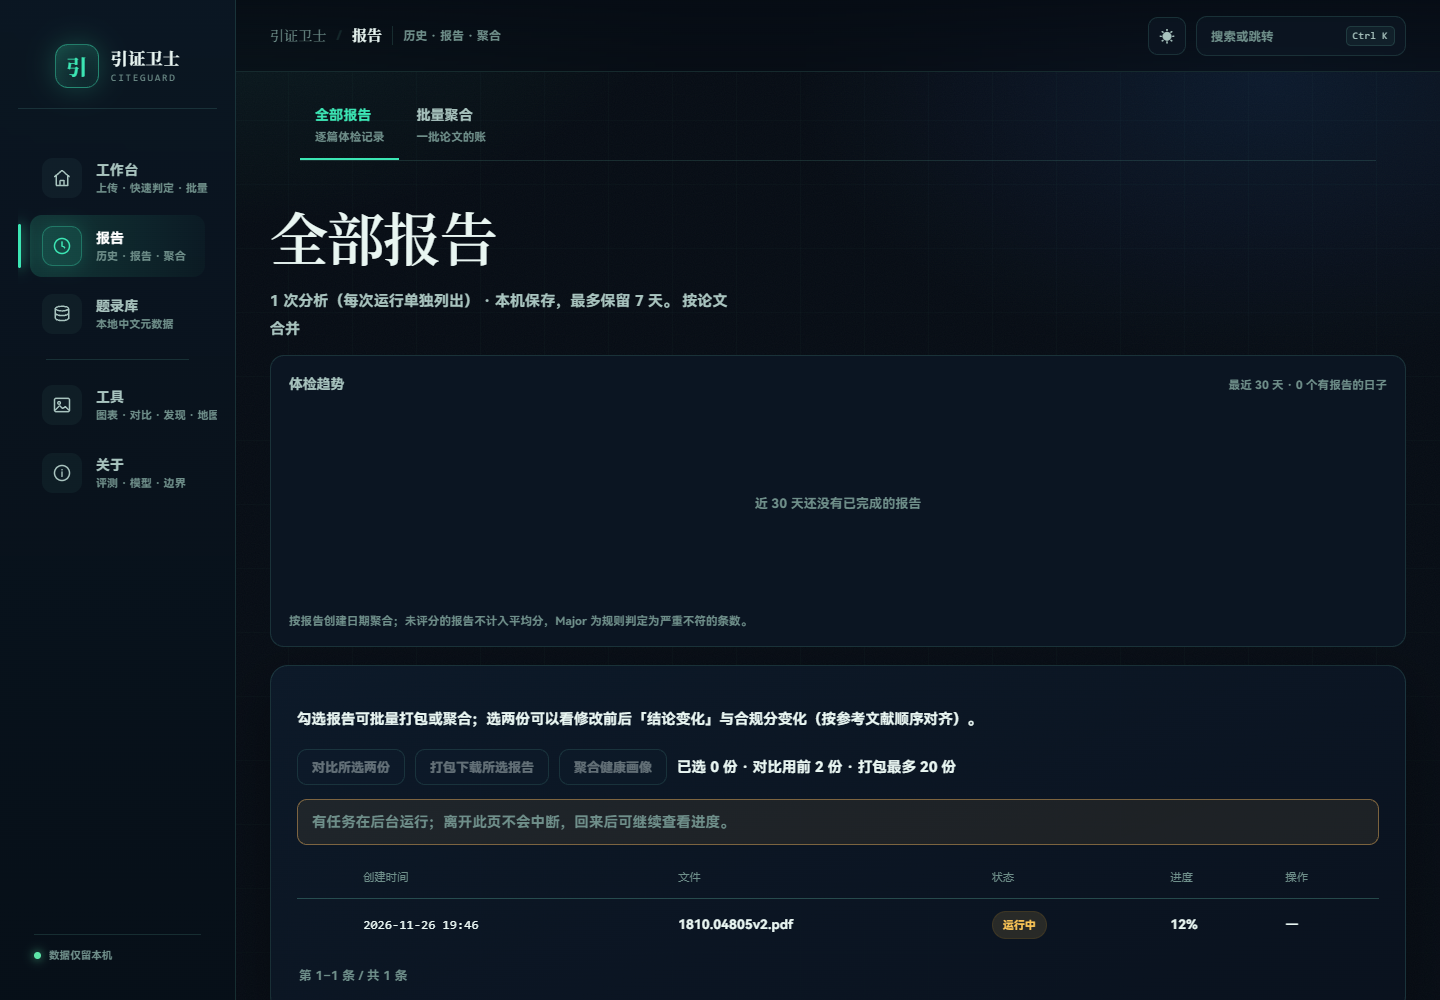 引
引证卫士
CITEGUARD
工作台
上传 · 快速判定 · 批量
报告
历史 · 报告 · 聚合
题录库
本地中文元数据
工具
图表 · 对比 · 发现 · 地图
关于
评测 · 模型 · 边界
数据仅留本机
引证卫士 / 报告 历史 · 报告 · 聚合
搜索或跳转 Ctrl K
全部报告
逐篇体检记录
批量聚合
一批论文的账
全部报告
1 次分析（每次运行单独列出） · 本机保存，最多保留 7 天。 按论文
合并
体检趋势
最近 30 天 · 0 个有报告的日子
近 30 天还没有已完成的报告
按报告创建日期聚合；未评分的报告不计入平均分，Major 为规则判定为严重不符的条数。
勾选报告可批量打包或聚合；选两份可以看修改前后「结论变化」与合规分变化（按参考文献顺序对齐）。
对比所选两份 打包下载所选报告 聚合健康画像 已选 0 份 · 对比用前 2 份 · 打包最多 20 份
有任务在后台运行；离开此页不会中断，回来后可继续查看进度。
创建时间 文件 状态 进度 操作
2026-11-26 19:46 1810.04805v2.pdf 运行中 12% —
第 1–1 条 / 共 1 条